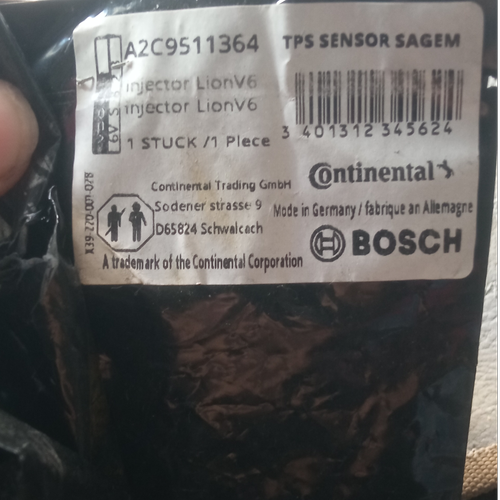 A2C9511364
TPS SENSOR SAGEM
injector LionV6
injector LionV6
1 STUCK /1 Piece
3 401312 345624
Continental
Continental Trading GmbH
Sodener strasse 9
D65824 Schwalcach
Made in Germany / fabrique an Allemagne
BOSCH
A trademark of the Continental Corporation
X39-270-001-028